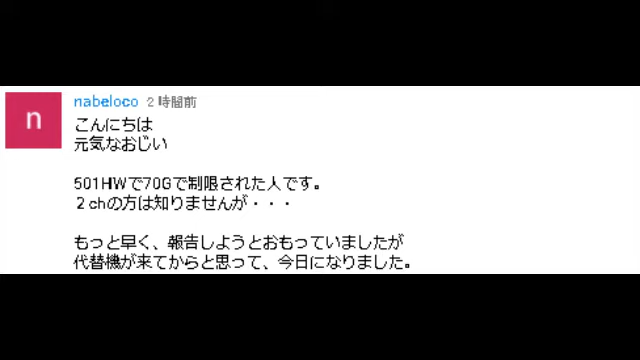 n
nabeloco 2 時間前
こんにちは
元気なおじい
501HWで70Gで制限された人です。
２chの方は知りませんが・・・
もっと早く、報告しようとおもっていましたが
代替機が来てからと思って、今日になりました。